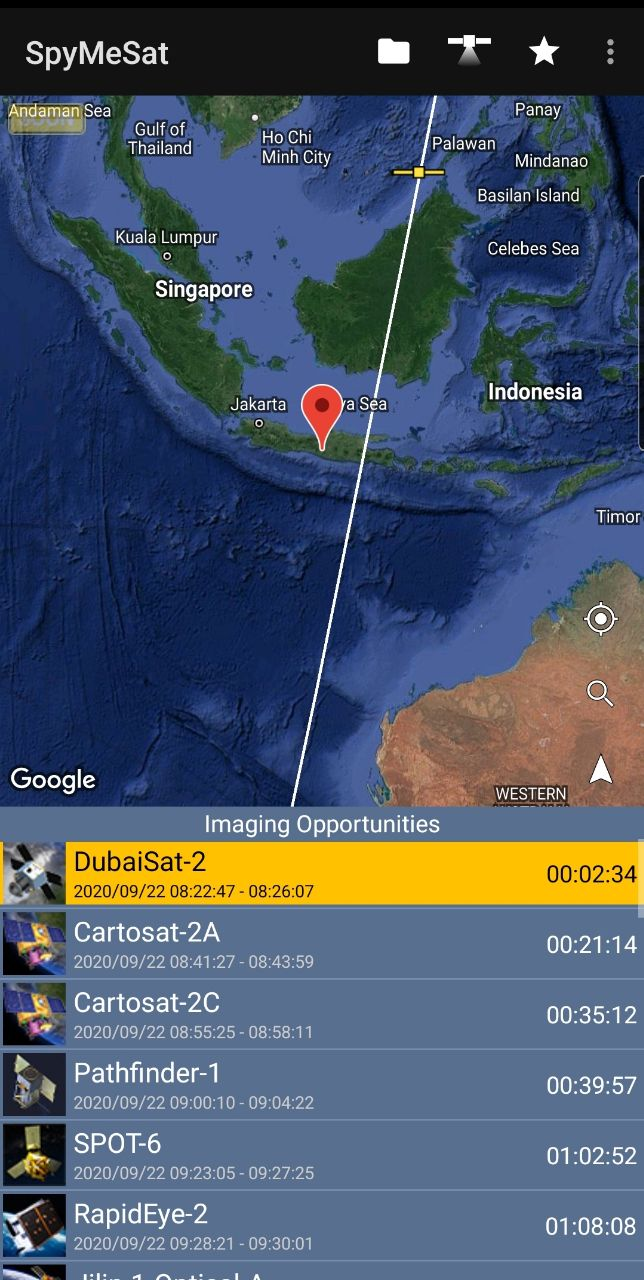 SpyMeSat
Andaman Sea
Gulf of
Thailand
Ho Chi
Minh City
Panay
Palawan
Mindanao
Basilan Island
Kuala Lumpur
Celebes Sea
Singapore
Jakarta
va Sea
Indonesia
Timor
WESTERN
Google
Imaging Opportunities
DubaiSat-2
2020/09/22 08:22:47 - 08:26:07
00:02:34
Cartosat-2A
2020/09/22 08:41:27 - 08:43:59
00:21:14
Cartosat-2C
2020/09/22 08:55:25 - 08:58:11
00:35:12
Pathfinder-1
2020/09/22 09:00:10 - 09:04:22
00:39:57
SPOT-6
2020/09/22 09:23:05 - 09:27:25
01:02:52
RapidEye-2
2020/09/22 09:28:21 - 09:30:01
01:08:08